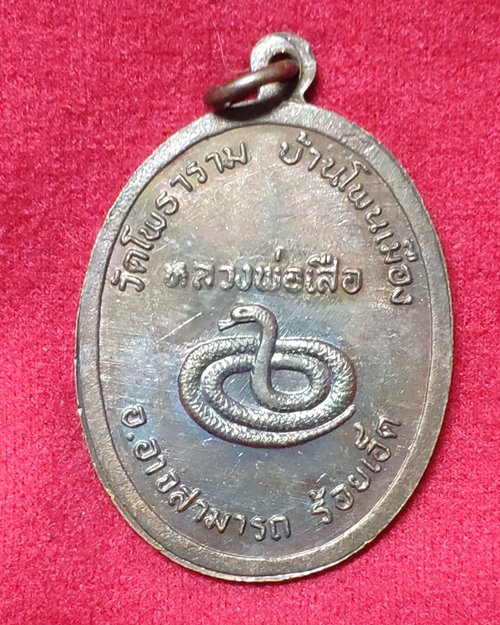 วัดโพธาราม บ้านโพนเมือง
หลวงพ่อเสือ
อ.อาจสามารถ ร้อยเอ็ด